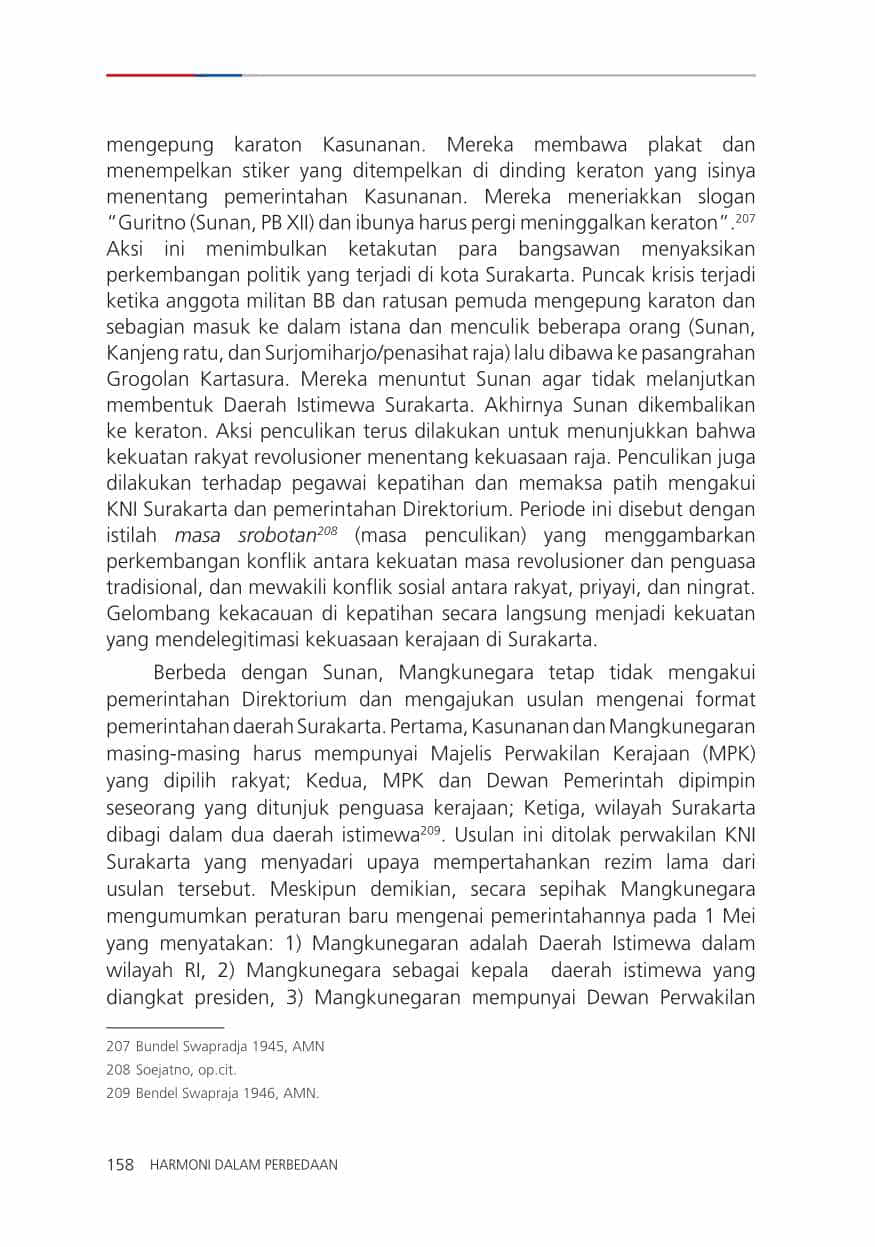 mengepung karaton Kasunanan. Mereka membawa plakat dan
menempelkan stiker yang ditempelkan di dinding keraton yang isinya
menentang pemerintahan Kasunanan. Mereka meneriakkan slogan
“Guritno (Sunan, PB XII) dan ibunya harus pergi meninggalkan keraton”.207
Aksi ini menimbulkan ketakutan para bangsawan menyaksikan
perkembangan politik yang terjadi di kota Surakarta. Puncak krisis terjadi
ketika anggota militan BB dan ratusan pemuda mengepung karaton dan
sebagian masuk ke dalam istana dan menculik beberapa orang (Sunan,
Kanjeng ratu, dan Surjomiharjo/penasihat raja) lalu dibawa ke pasangrahan
Grogolan Kartasura. Mereka menuntut Sunan agar tidak melanjutkan
membentuk Daerah Istimewa Surakarta. Akhirnya Sunan dikembalikan
ke keraton. Aksi penculikan terus dilakukan untuk menunjukkan bahwa
kekuatan rakyat revolusioner menentang kekuasaan raja. Penculikan juga
dilakukan terhadap pegawai kepatihan dan memaksa patih mengakui
KNI Surakarta dan pemerintahan Direktorium. Periode ini disebut dengan
istilah masa srobotan208 (masa penculikan) yang menggambarkan
perkembangan konflik antara kekuatan masa revolusioner dan penguasa
tradisional, dan mewakili konflik sosial antara rakyat, priyayi, dan ningrat.
Gelombang kekacauan di kepatihan secara langsung menjadi kekuatan
yang mendelegitimasi kekuasaan kerajaan di Surakarta.
Berbeda dengan Sunan, Mangkunegara tetap tidak mengakui
pemerintahan Direktorium dan mengajukan usulan mengenai format
pemerintahan daerah Surakarta. Pertama, Kasunanan dan Mangkunegaran
masing-masing harus mempunyai Majelis Perwakilan Kerajaan (MPK)
yang dipilih rakyat; Kedua, MPK dan Dewan Pemerintah dipimpin
seseorang yang ditunjuk penguasa kerajaan; Ketiga, wilayah Surakarta
dibagi dalam dua daerah istimewa209. Usulan ini ditolak perwakilan KNI
Surakarta yang menyadari upaya mempertahankan rezim lama dari
usulan tersebut. Meskipun demikian, secara sepihak Mangkunegara
mengumumkan peraturan baru mengenai pemerintahannya pada 1 Mei
yang menyatakan: 1) Mangkunegaran adalah Daerah Istimewa dalam
wilayah RI, 2) Mangkunegara sebagai kepala daerah istimewa yang
diangkat presiden, 3) Mangkunegaran mempunyai Dewan Perwakilan
207 Bundel Swapradja 1945, AMN
208 Soejatno, op.cit.
209 Bendel Swapraja 1946, AMN.
158 HARMONI DALAM PERBEDAAN